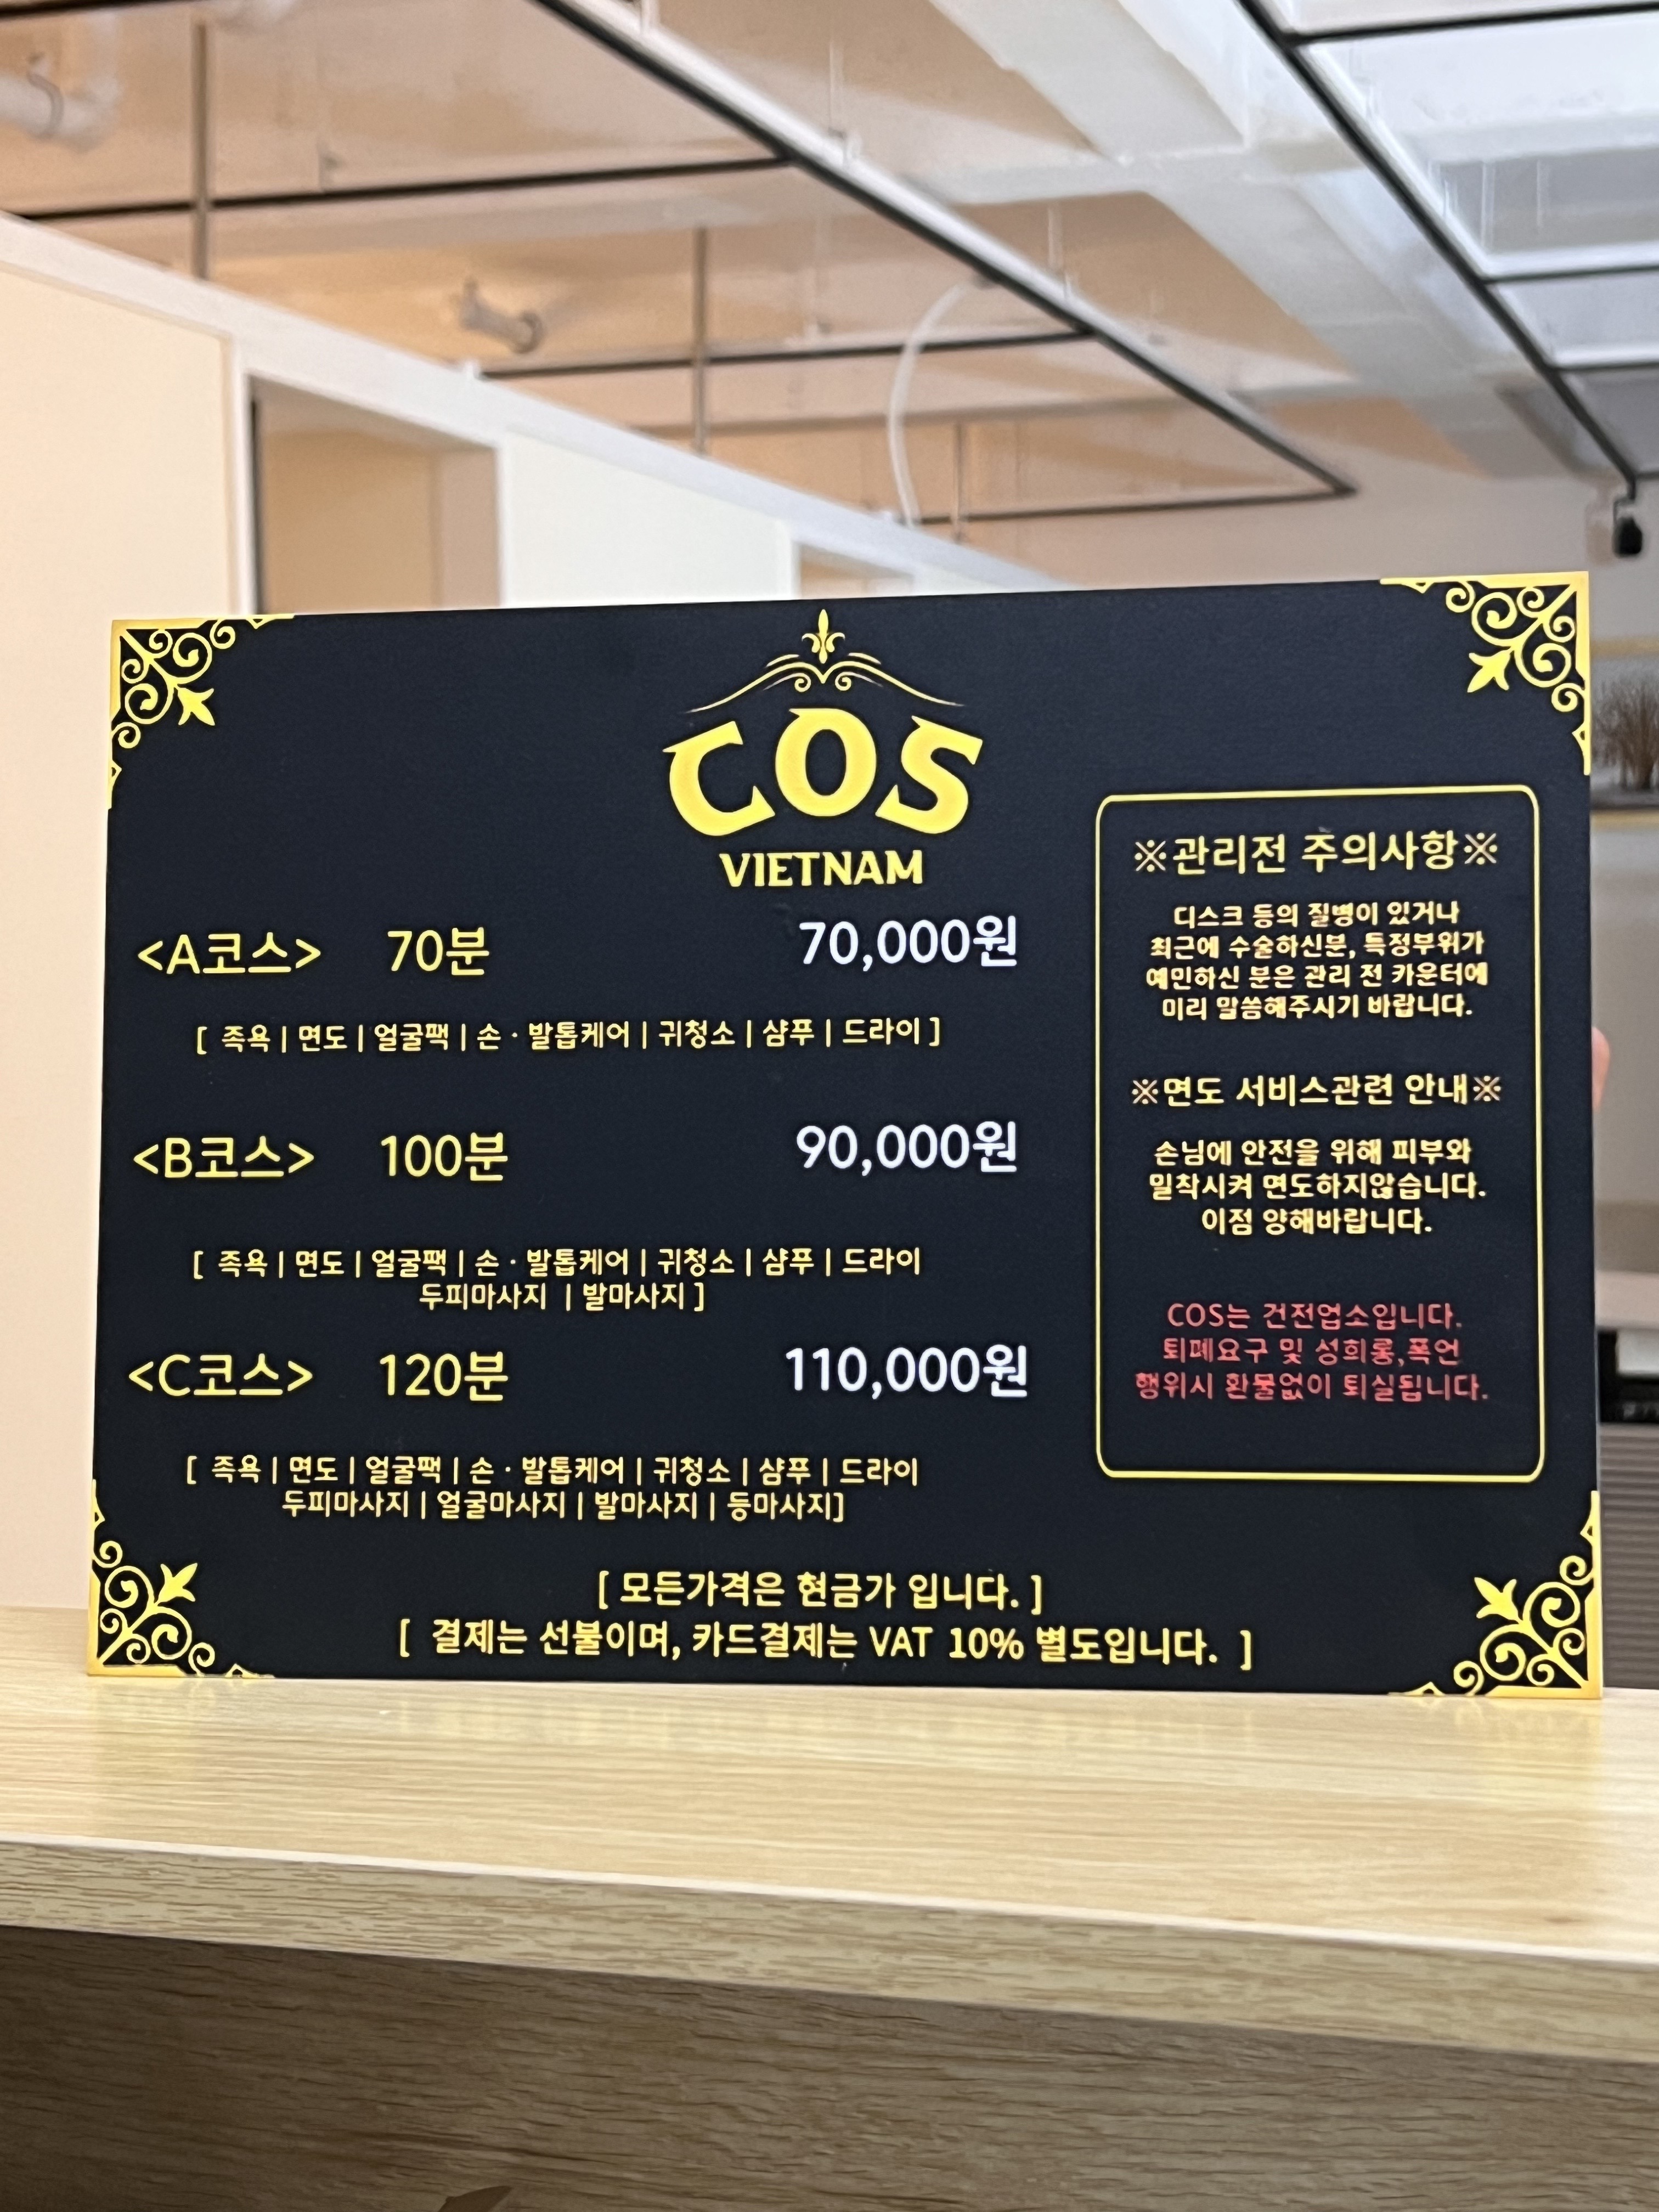 COS
VIETNAM
<A코스> 70분 70,000원
[ 족욕 | 면도 | 얼굴팩 | 손 · 발톱케어 | 귀청소 | 샴푸 | 드라이 ]
<B코스> 100분 90,000원
[ 족욕 | 면도 | 얼굴팩 | 손 · 발톱케어 | 귀청소 | 샴푸 | 드라이
두피마사지 | 발마사지 ]
<C코스> 120분 110,000원
[ 족욕 | 면도 | 얼굴팩 | 손 · 발톱케어 | 귀청소 | 샴푸 | 드라이
두피마사지 | 얼굴마사지 | 발마사지 | 등마사지]
※관리전 주의사항※
디스크 등의 질병이 있거나
최근에 수술하신분, 특정부위가
예민하신 분은 관리 전 카운터에
미리 말씀해주시기 바랍니다.
※면도 서비스관련 안내※
손님에 안전을 위해 피부와
밀착시켜 면도하지않습니다.
이점 양해바랍니다.
COS는 건전업소입니다.
퇴폐요구 및 성희롱,폭언
행위시 환물없이 퇴실됩니다.
[ 모든가격은 현금가 입니다. ]
[ 결제는 선불이며, 카드결제는 VAT 10% 별도입니다. ]